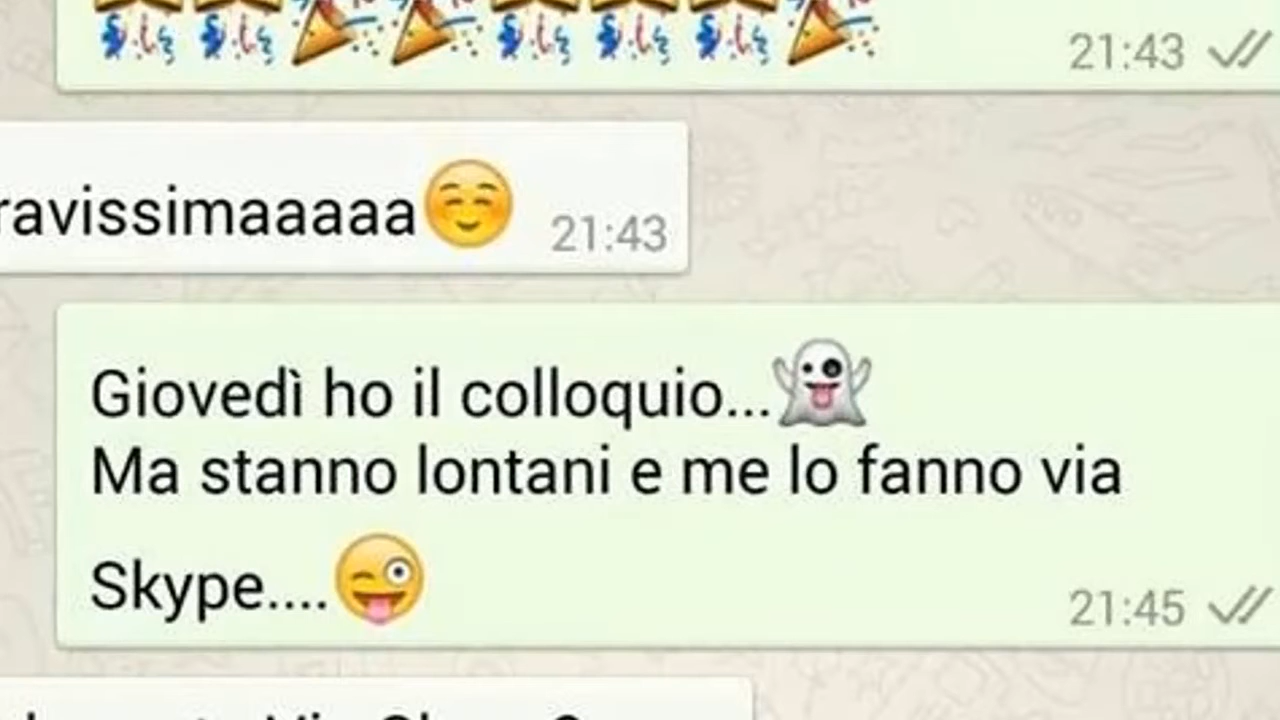 21:43
ravissimaaaaa 21:43
Giovedì ho il colloquio...
Ma stanno lontani e me lo fanno via
Skype....
21:45